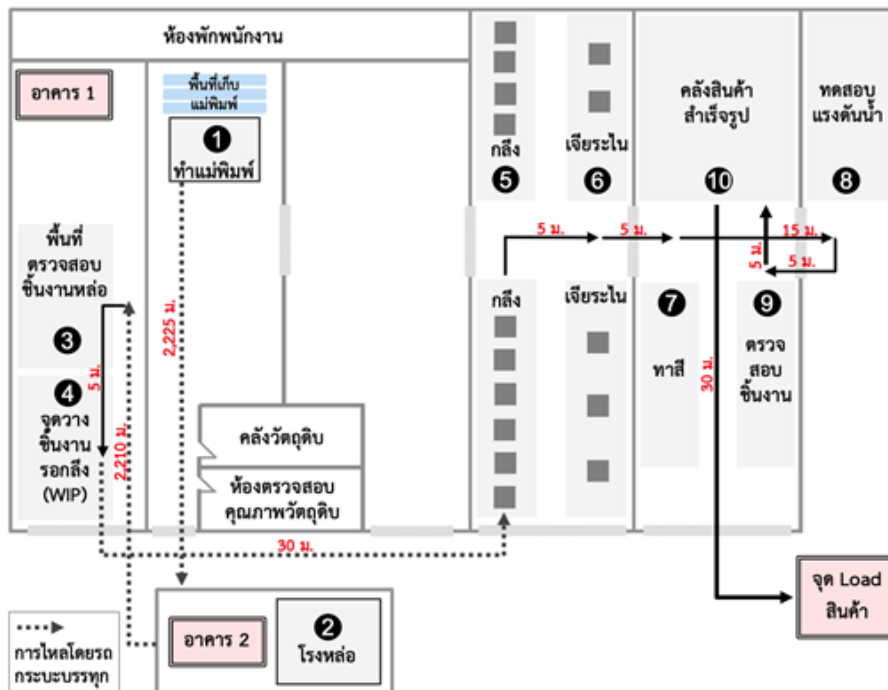 ห้องพักพนักงาน
อาคาร 1
พื้นที่เก็บ
แม่พิมพ์
1
ทำแม่พิมพ์
พื้นที่
ตรวจสอบ
ชิ้นงานหล่อ
3
4
จุดวาง
ชิ้นงาน
รอกลึง
(WIP)
5 ม.
2,210 ม.
2,225 ม.
คลังวัตถุดิบ
ห้องตรวจสอบ
คุณภาพวัตถุดิบ
30 ม.
กลึง
5
เจียระไน
6
คลังสินค้า
สำเร็จรูป
10
ทดสอบ
แรงดันน้ำ
8
5 ม.
5 ม.
15 ม.
5 ม.
5 ม.
กลึง
เจียระไน
7
ทาสี
30 ม.
9
ตรวจ
สอบ
ชิ้นงาน
จุด Load
สินค้า
อาคาร 2
2
โรงหล่อ
การไหลโดยรถ
กระบะบรรทุก